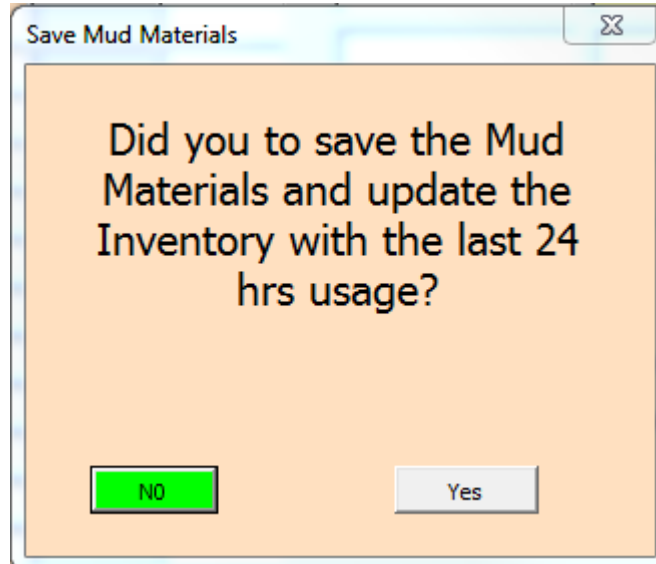 Save Mud Materials
Did you to save the Mud
Materials and update the
Inventory with the last 24
hrs usage?
N0
Yes